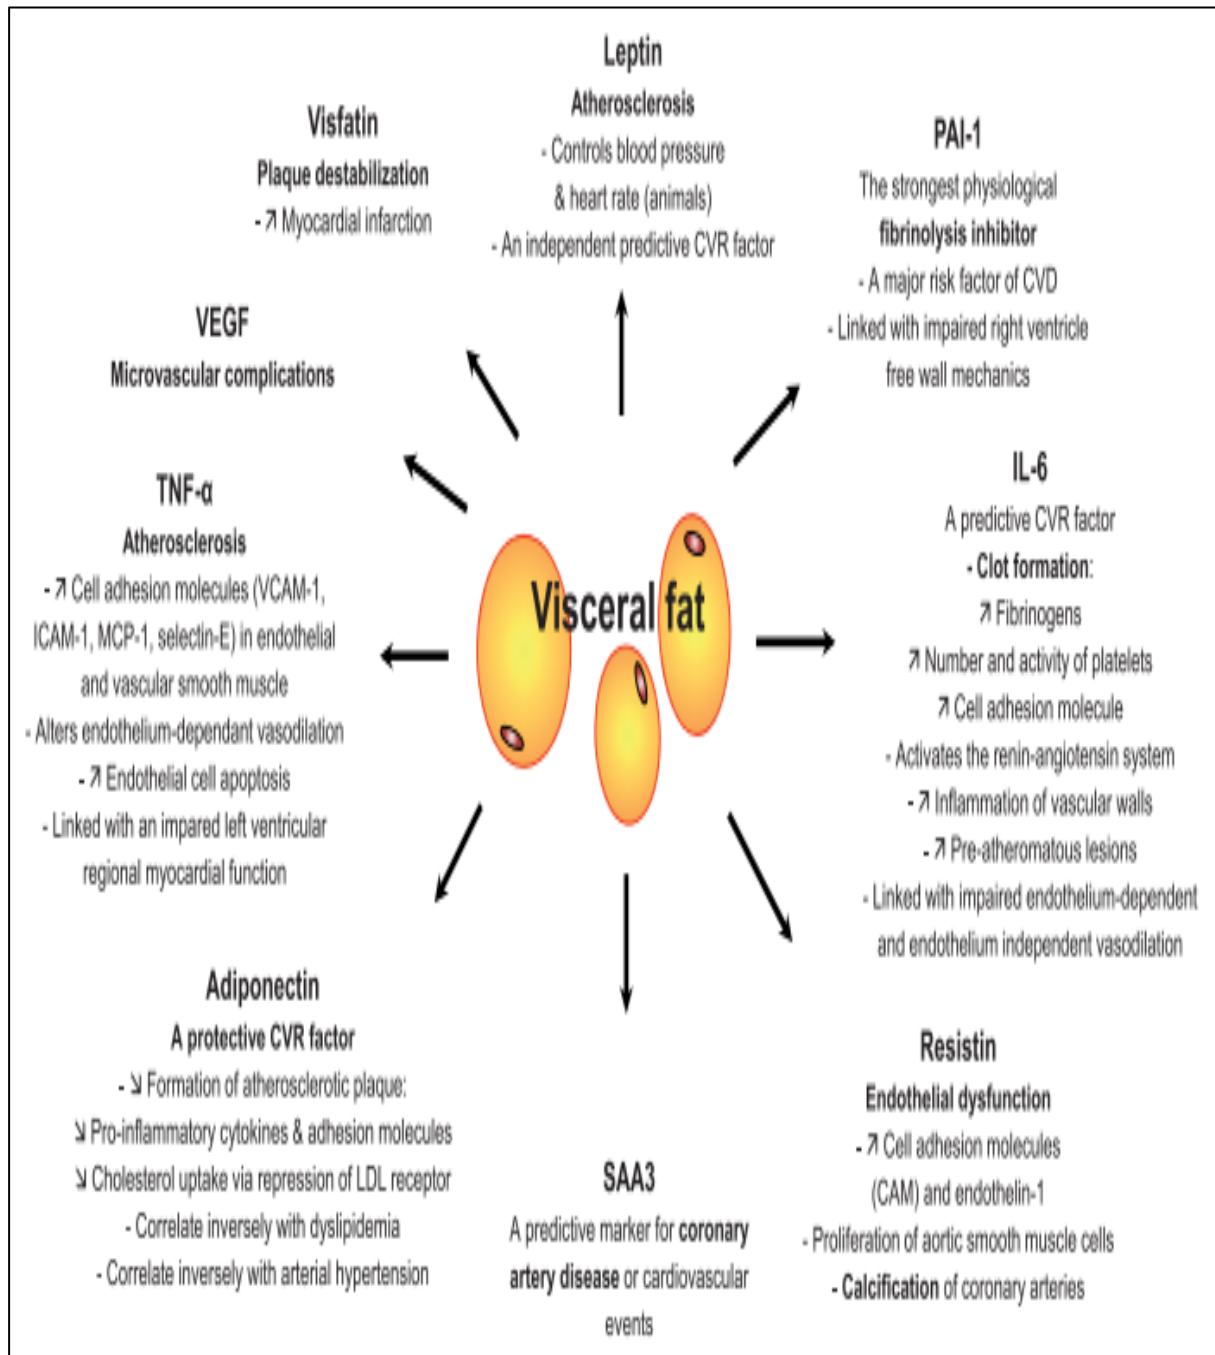 Leptin
Atherosclerosis
- Controls blood pressure
& heart rate (animals)
- An independent predictive CVR factor
Visfatin
Plaque destabilization
- ↗ Myocardial infarction
PAI-1
The strongest physiological
fibrinolysis inhibitor
- A major risk factor of CVD
- Linked with impaired right ventricle
free wall mechanics
VEGF
Microvascular complications
TNF-α
Atherosclerosis
- ↗ Cell adhesion molecules (VCAM-1,
ICAM-1, MCP-1, selectin-E) in endothelial
and vascular smooth muscle
- Alters endothelium-dependant vasodilation
- ↗ Endothelial cell apoptosis
- Linked with an impared left ventricular
regional myocardial function
Visceral fat
IL-6
A predictive CVR factor
- Clot formation:
↗ Fibrinogens
↗ Number and activity of platelets
↗ Cell adhesion molecule
- Activates the renin-angiotensin system
- ↗ Inflammation of vascular walls
- ↗ Pre-atheromatous lesions
- Linked with impaired endothelium-dependent
and endothelium independent vasodilation
Adiponectin
A protective CVR factor
- ↘ Formation of atherosclerotic plaque:
↘ Pro-inflammatory cytokines & adhesion molecules
↘ Cholesterol uptake via repression of LDL receptor
- Correlate inversely with dyslipidemia
- Correlate inversely with arterial hypertension
SAA3
A predictive marker for coronary
artery disease or cardiovascular
events
Resistin
Endothelial dysfunction
- ↗ Cell adhesion molecules
(CAM) and endothelin-1
- Proliferation of aortic smooth muscle cells
- Calcification of coronary arteries